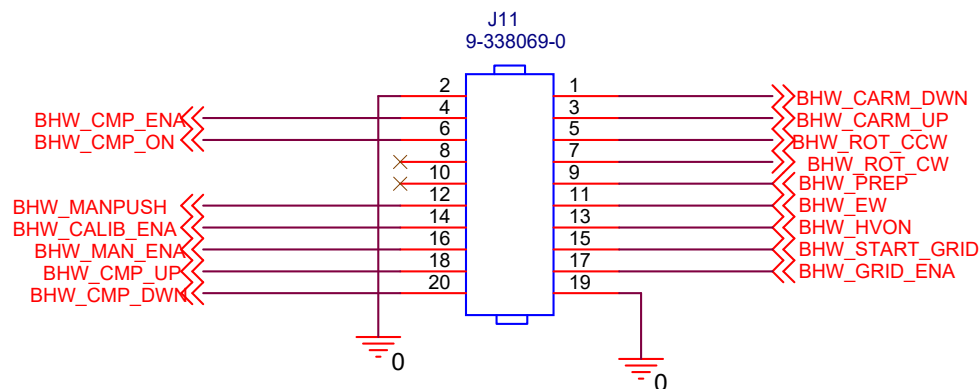 J11
9-338069-0
2 1
BHW_CARM_DWN
BHW_CMP_ENA 4 3 BHW_CARM_UP
BHW_CMP_ON 6 5 BHW_ROT_CCW
8 7 BHW_ROT_CW
10 9 BHW_PREP
BHW_MANPUSH 12 11 BHW_EW
BHW_CALIB_ENA 14 13 BHW_HVON
BHW_MAN_ENA 16 15 BHW_START_GRID
BHW_CMP_UP 18 17 BHW_GRID_ENA
BHW_CMP_DWN 20 19
0
0